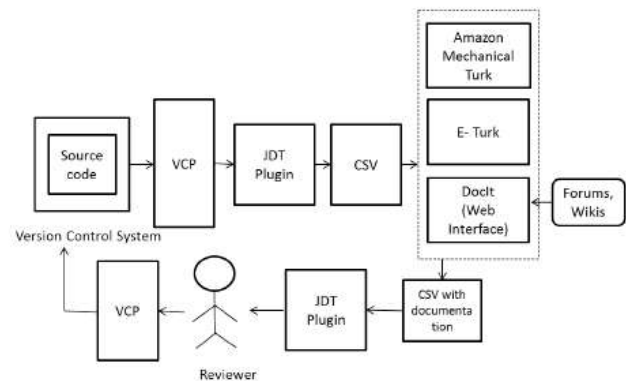 Amazon
Mechanical
Turk
Source
code
VCP
JDT
Plugin
CSV
E- Turk
DocIt
(Web
Interface)
Forums,
Wikis
Version Control System
VCP
Reviewer
JDT
Plugin
CSV with
documenta
tion